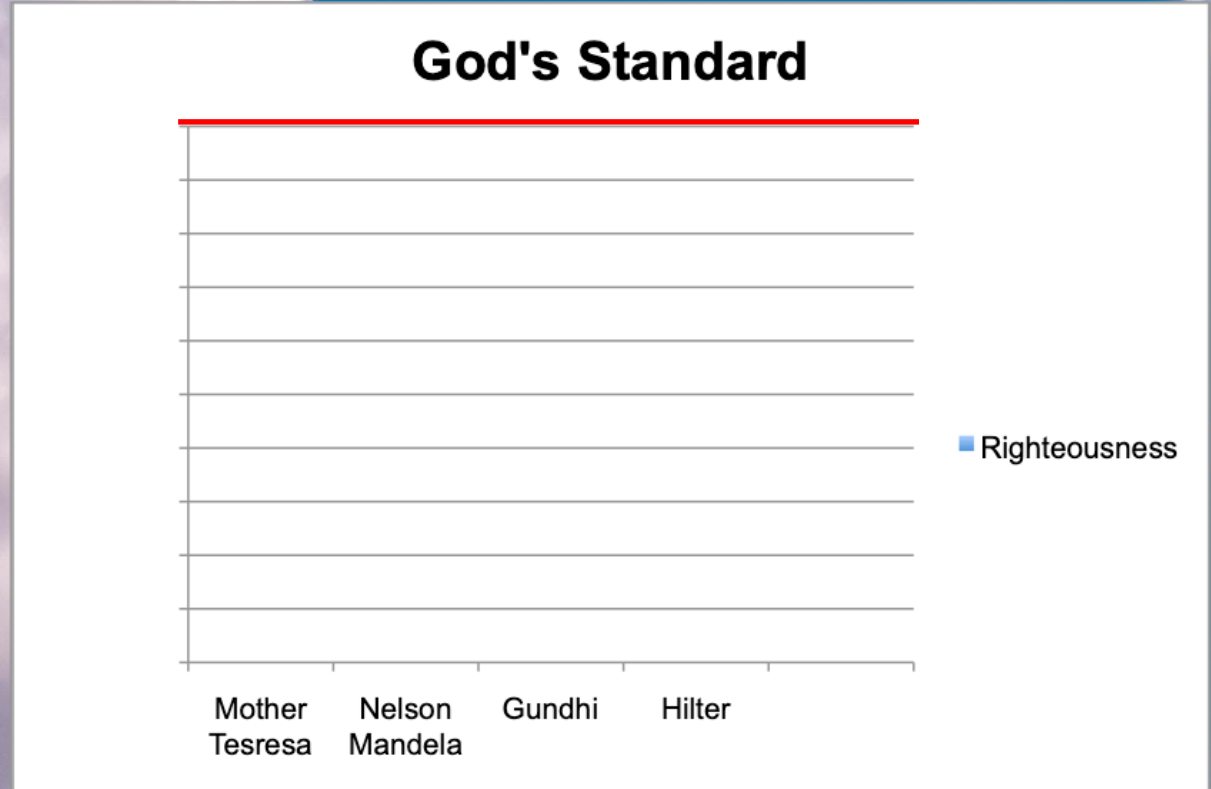 God's Standard
Righteousness
Mother
Tesresa
Nelson
Mandela
Gundhi
Hilter